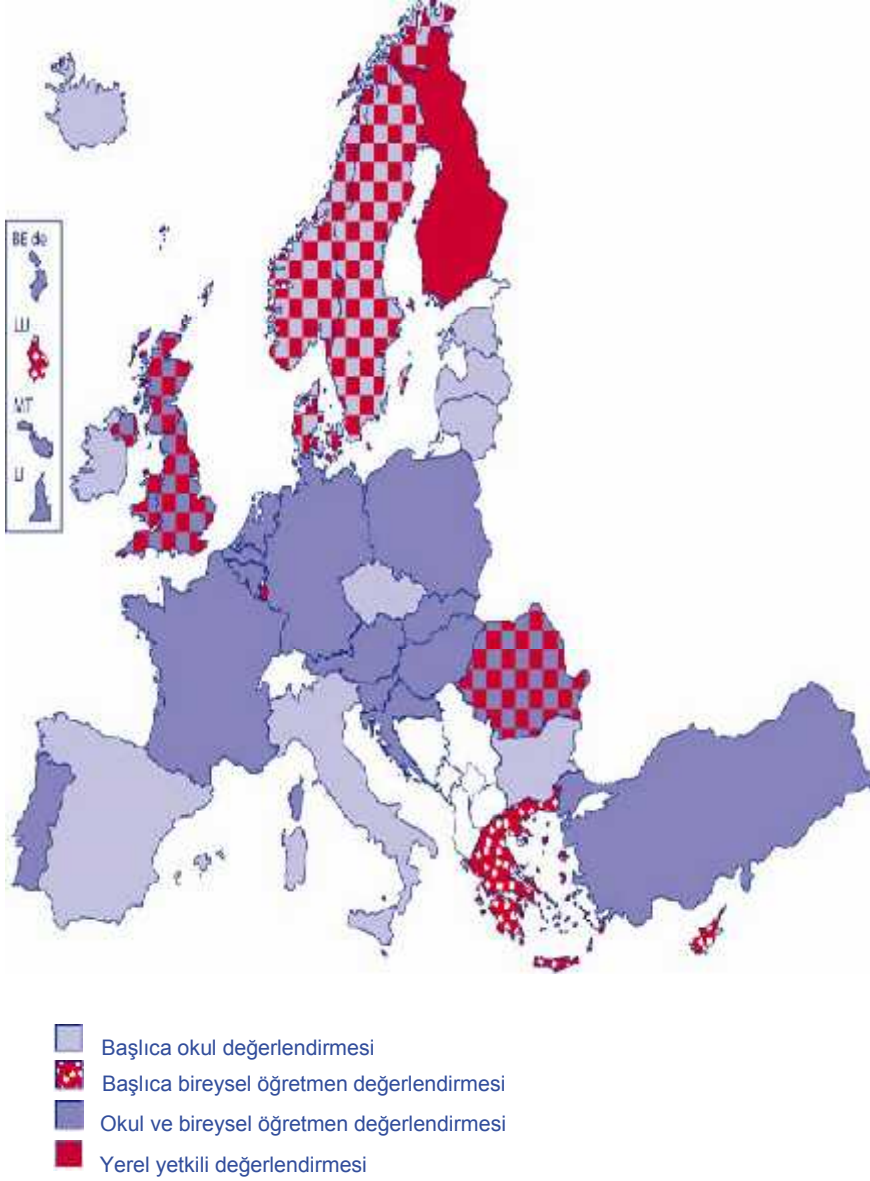 BE de
LU
MT
LI
Başlıca okul değerlendirmesi
Başlıca bireysel öğretmen değerlendirmesi
Okul ve bireysel öğretmen değerlendirmesi
Yerel yetkili değerlendirmesi